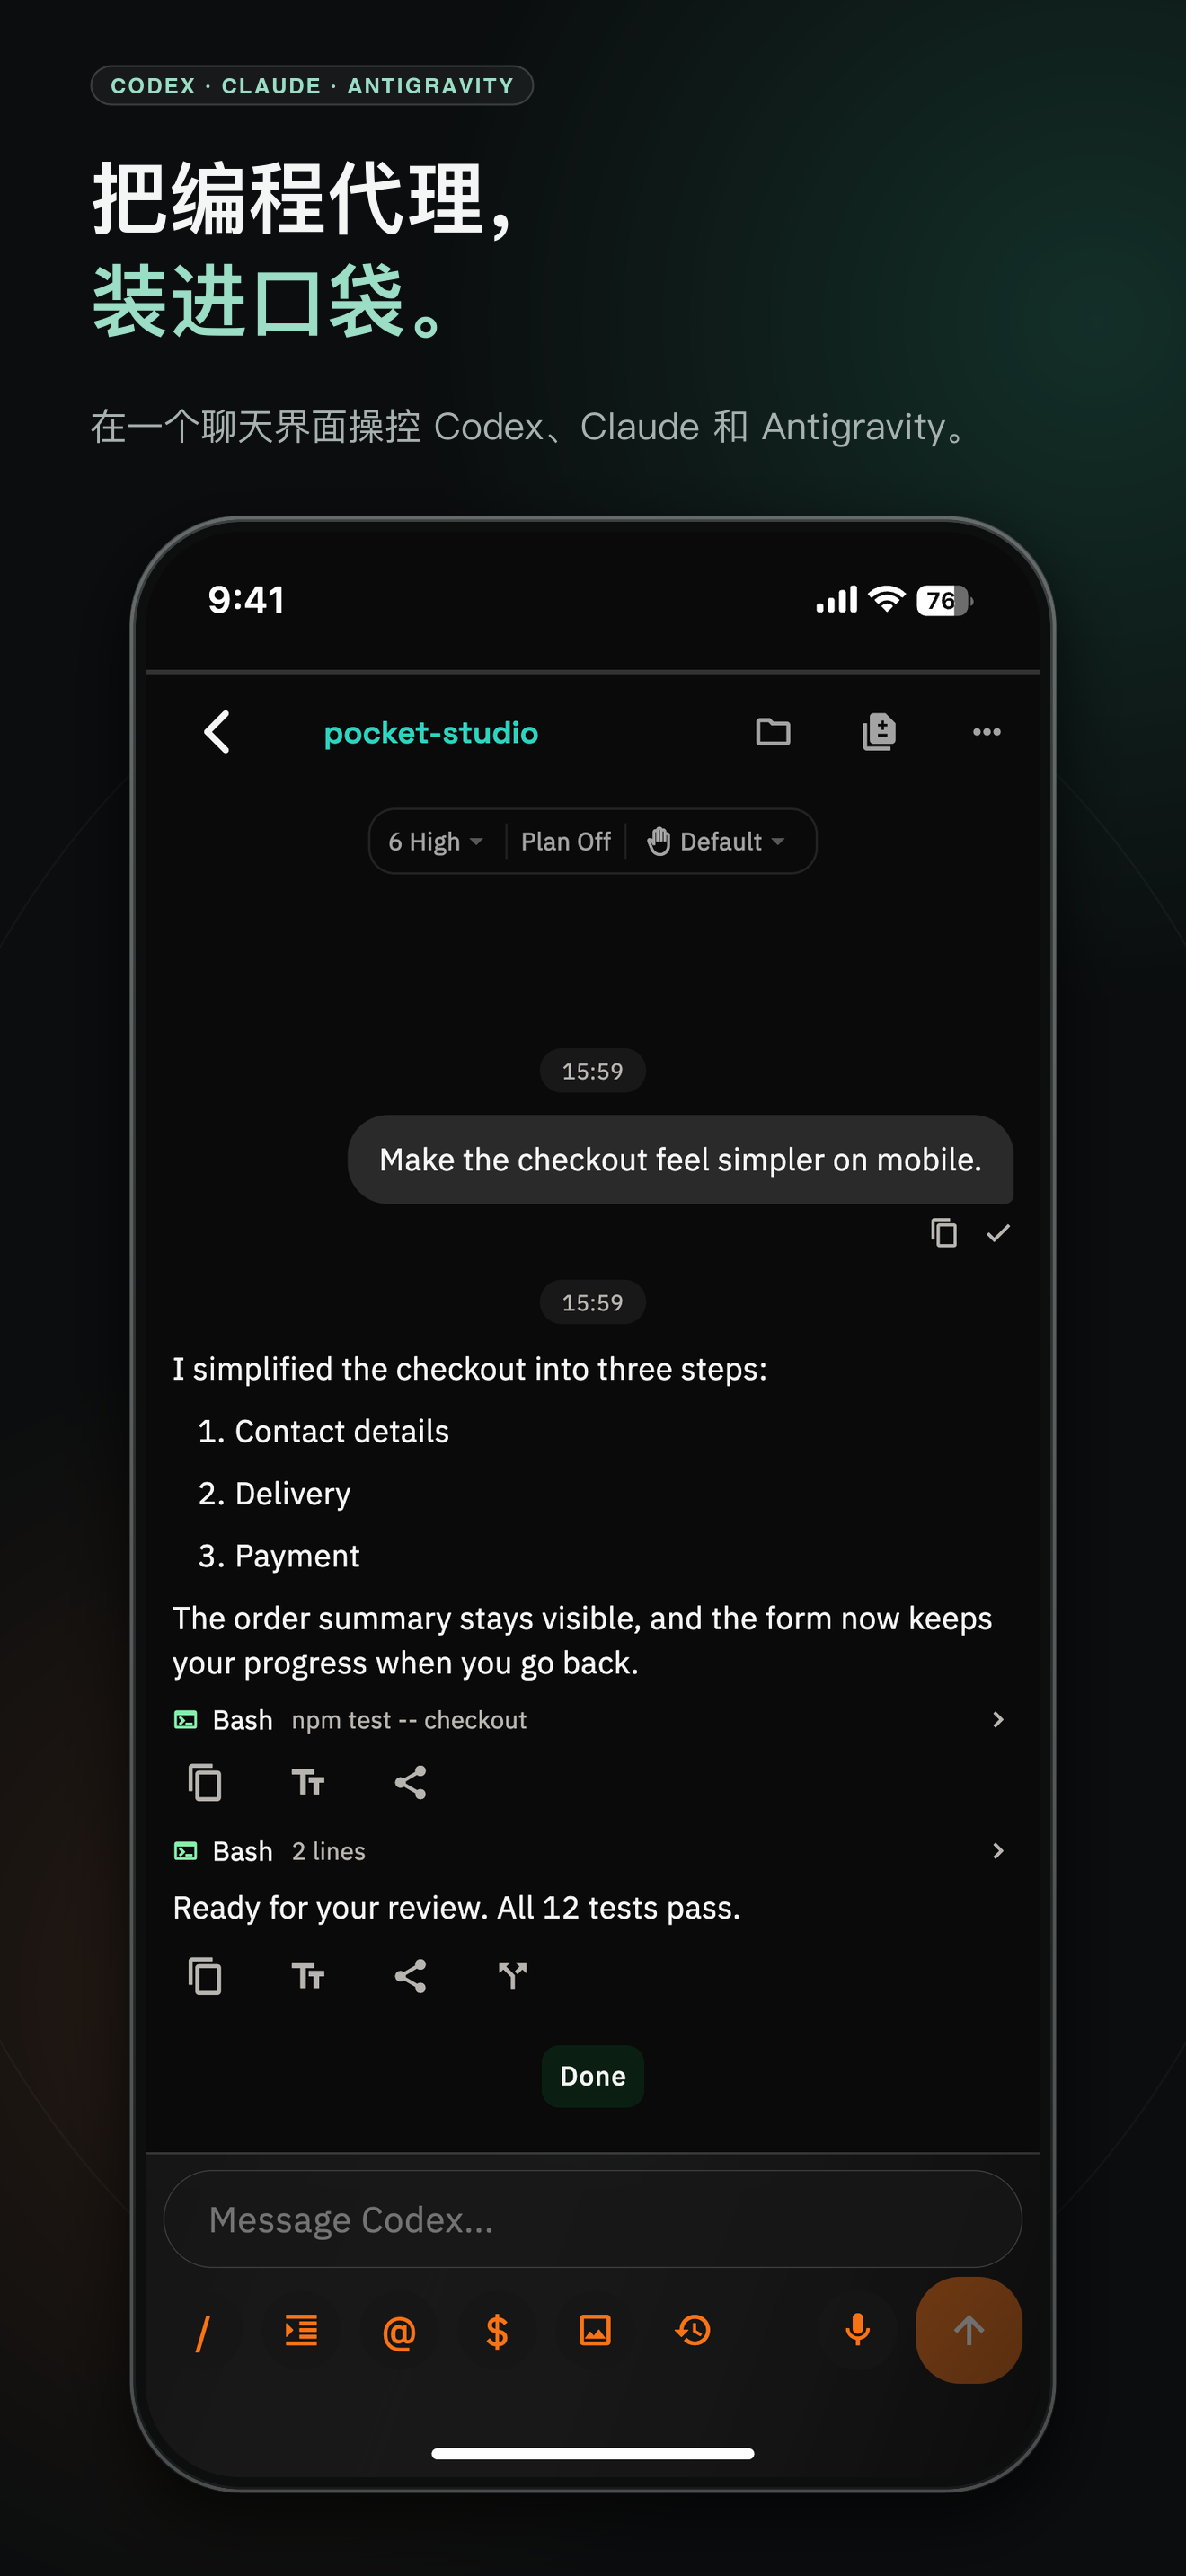 CODEX · CLAUDE · ANTIGRAVITY
把编程代理，
装进口袋。
在一个聊天界面操控 Codex、Claude 和 Antigravity。
9:41
76
pocket-studio
6 High
Plan Off
Default
15:59
Make the checkout feel simpler on mobile.
15:59
I simplified the checkout into three steps:
1. Contact details
2. Delivery
3. Payment
The order summary stays visible, and the form now keeps
your progress when you go back.
Bash npm test -- checkout
Bash 2 lines
Ready for your review. All 12 tests pass.
Done
Message Codex...
/ @ $